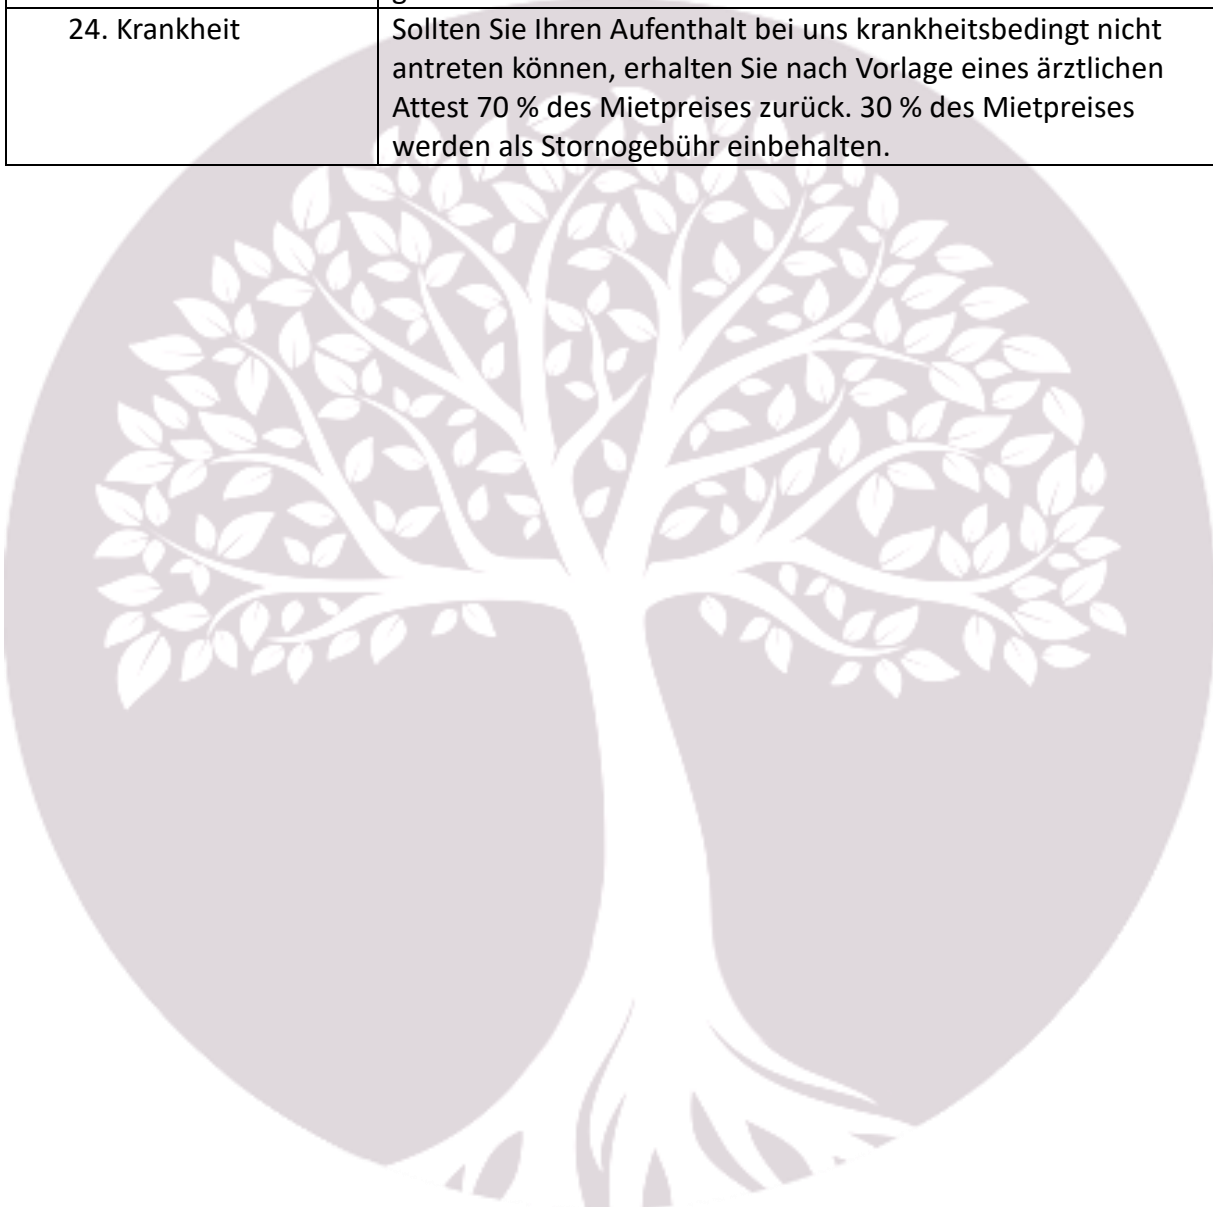 24. Krankheit
Sollten Sie Ihren Aufenthalt bei uns krankheitsbedingt nicht
antreten können, erhalten Sie nach Vorlage eines ärztlichen
Attest 70 % des Mietpreises zurück. 30 % des Mietpreises
werden als Stornogebühr einbehalten.